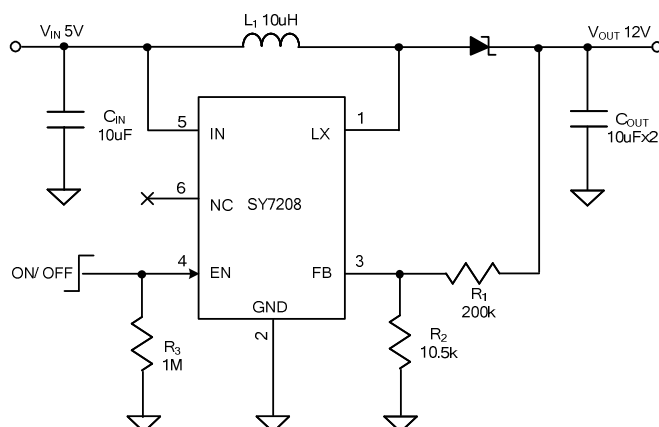 L1 10uH
VIN 5V
VOUT 12V
CIN
10uF
COUT
10uFx2
5
IN
1
LX
6
NC
SY7208
ON/ OFF
4
EN
3
FB
R1
200k
GND
2
R2
10.5k
R3
1M